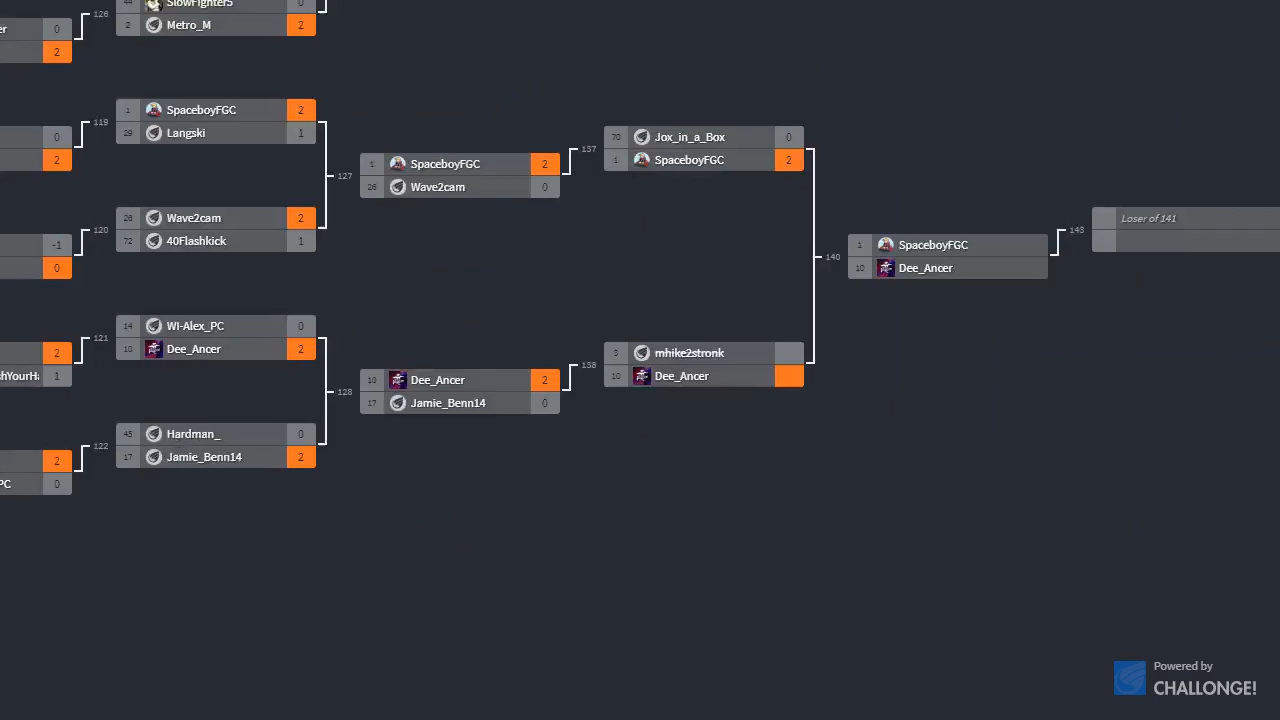 44 SlowFighter5 0
126
er 0
2 Metro_M 2
2
1 SpaceboyFGC 2
119
29 Langski 1
0
2
70 Jox_in_a_Box 0
137
1 SpaceboyFGC 2
1 SpaceboyFGC 2
127
26 Wave2cam 0
26 Wave2cam 2
120
72 40Flashkick 1
-1
0
Loser of 141
143
1 SpaceboyFGC
140
10 Dee_Ancer
14 WI-Alex_PC 0
121
10 Dee_Ancer 2
2
shYourHa 1
3 mhike2stronk
138
10 Dee_Ancer
10 Dee_Ancer 2
128
17 Jamie_Benn14 0
45 Hardman_ 0
122
17 Jamie_Benn14 2
2
PC 0
Powered by
CHALLONGE!